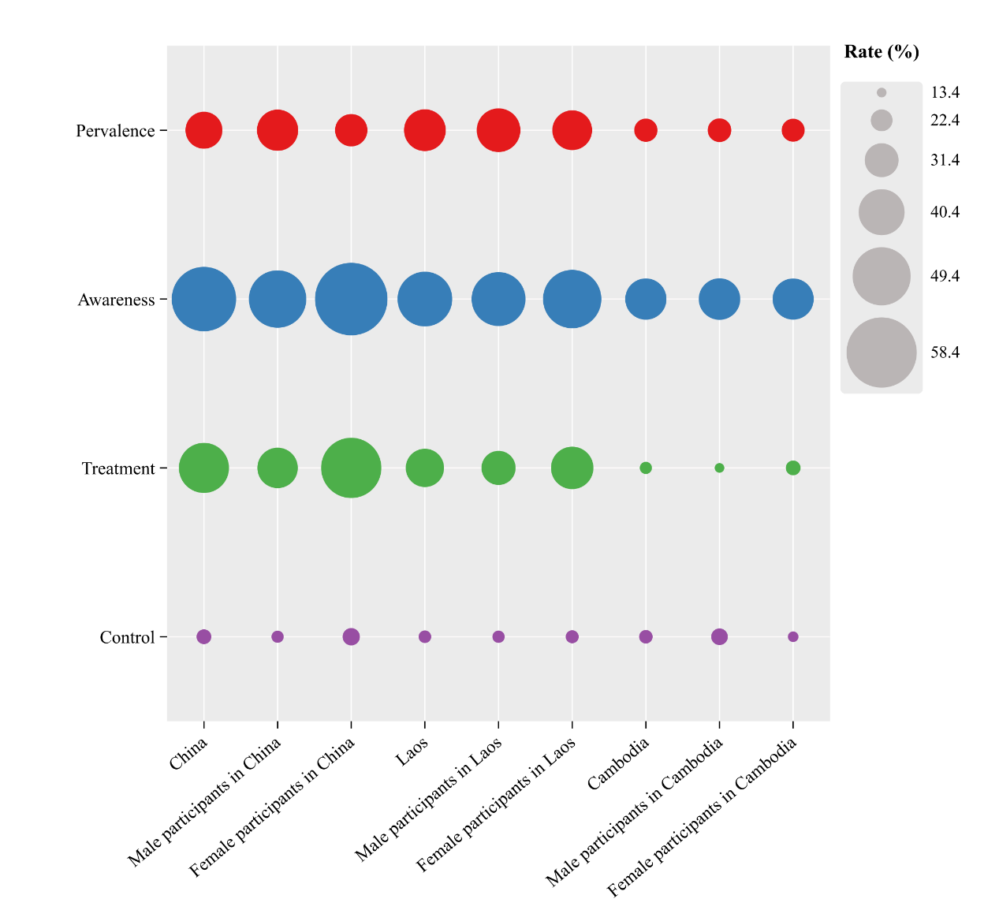 Rate (%)
13.4
22.4
31.4
40.4
49.4
58.4
Pervalence
Awareness
Treatment
Control
China
Male participants in China
Female participants in China
Laos
Male participants in Laos
Female participants in Laos
Cambodia
Male participants in Cambodia
Female participants in Cambodia